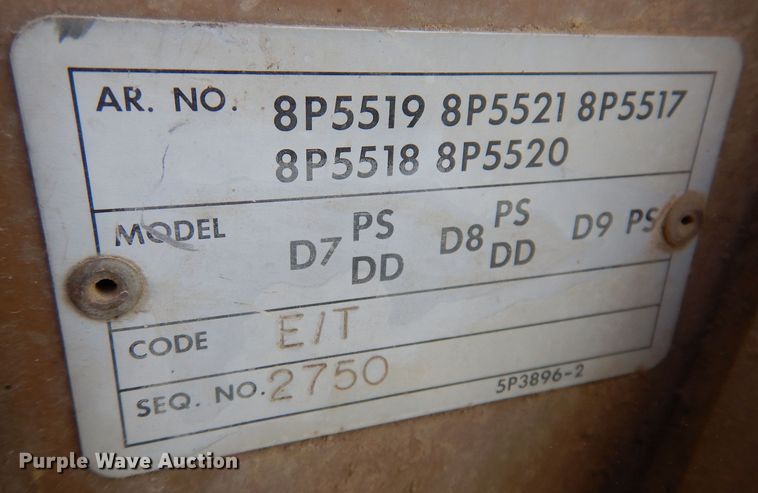 AR. NO. 8P5519 8P5521 8P5517
8P5518 8P5520
MODEL D7 PS DD D8 PS DD D9 PS
CODE E/T
SEQ. NO. 2750 5P3896-2
Purple Wave Auction